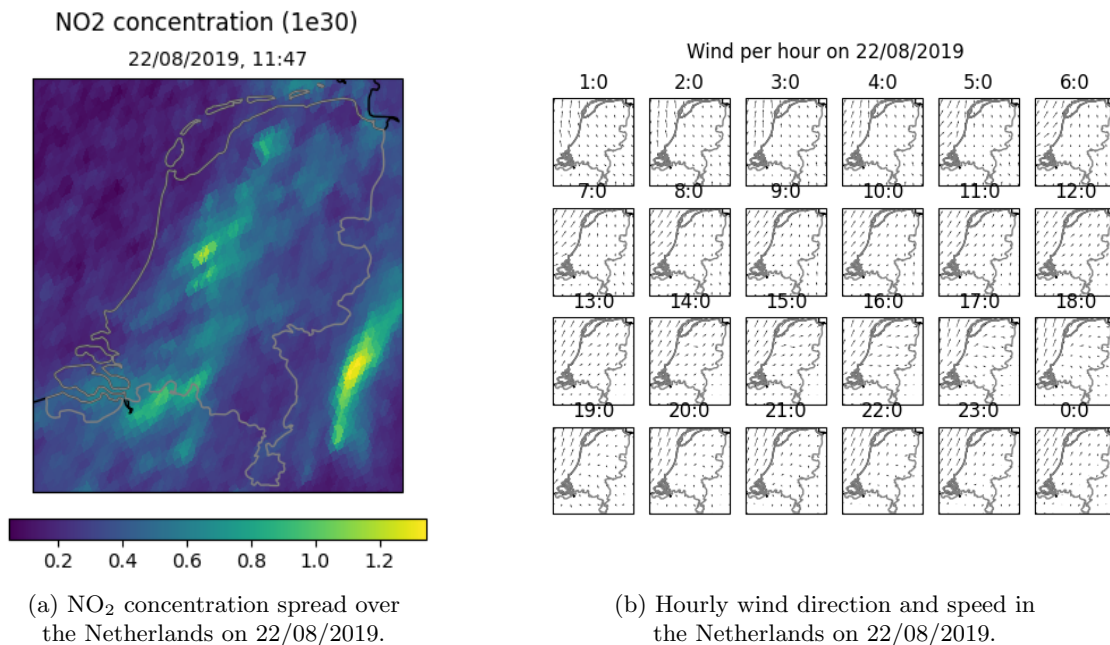 NO2 concentration (1e30)
22/08/2019, 11:47
0.2 0.4 0.6 0.8 1.0 1.2
(a) NO₂ concentration spread over
the Netherlands on 22/08/2019.
Wind per hour on 22/08/2019
1:0 2:0 3:0 4:0 5:0 6:0
7:0 8:0 9:0 10:0 11:0 12:0
13:0 14:0 15:0 16:0 17:0 18:0
19:0 20:0 21:0 22:0 23:0 0:0
(b) Hourly wind direction and speed in
the Netherlands on 22/08/2019.